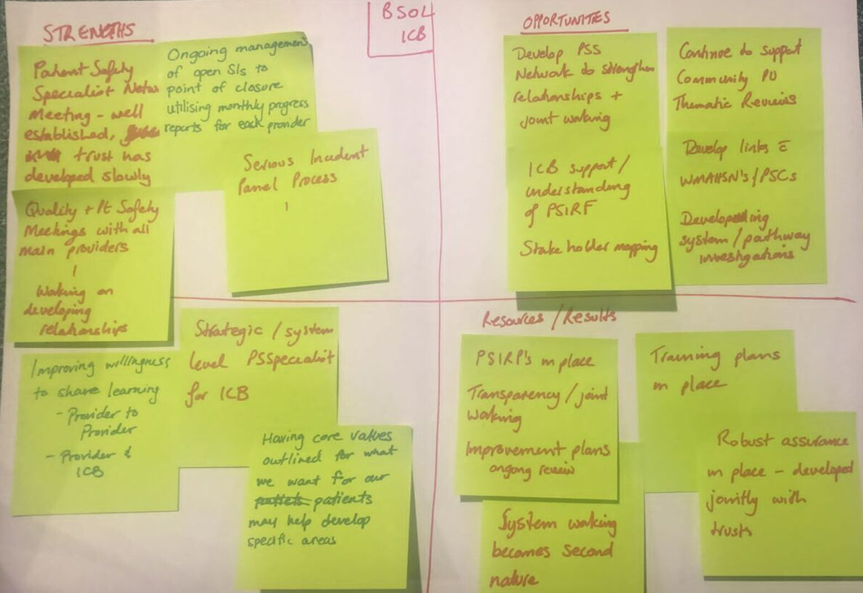 BSOL
ICB
STRENGTHS
Patient Safety
Specialist Network
Meeting - well
established,
trust has
developed slowly
Ongoing management
of open SIs to
point of closure
utilising monthly progress
reports for each provider
Serious Incident
Panel Process
Quality + Pt Safety
Meetings with all
main providers
Working on
developing
relationships
Improving willingness
to share learning
- Provider to
Provider
- Provider &
ICB
Strategic / system
level PSSpecialist
for ICB
Having core values
outlined for what
we want for our
patients
may help develop
specific areas
OPPORTUNITIES
Develop PSS
Network to strengthen
relationships +
joint working
ICB support /
understanding
of PSIRF
Stakeholder mapping
Continue to support
Community PU
Thematic Reviews
Develop links c̄
WMAHSN's / PSCs
Developing
system / pathway
investigations
Resources / Results
PSIRP's in place
Transparency / joint
working
Improvement plans
ongoing review
Training plans
in place
System working
becomes second
nature
Robust assurance
in place - developed
jointly with
trusts